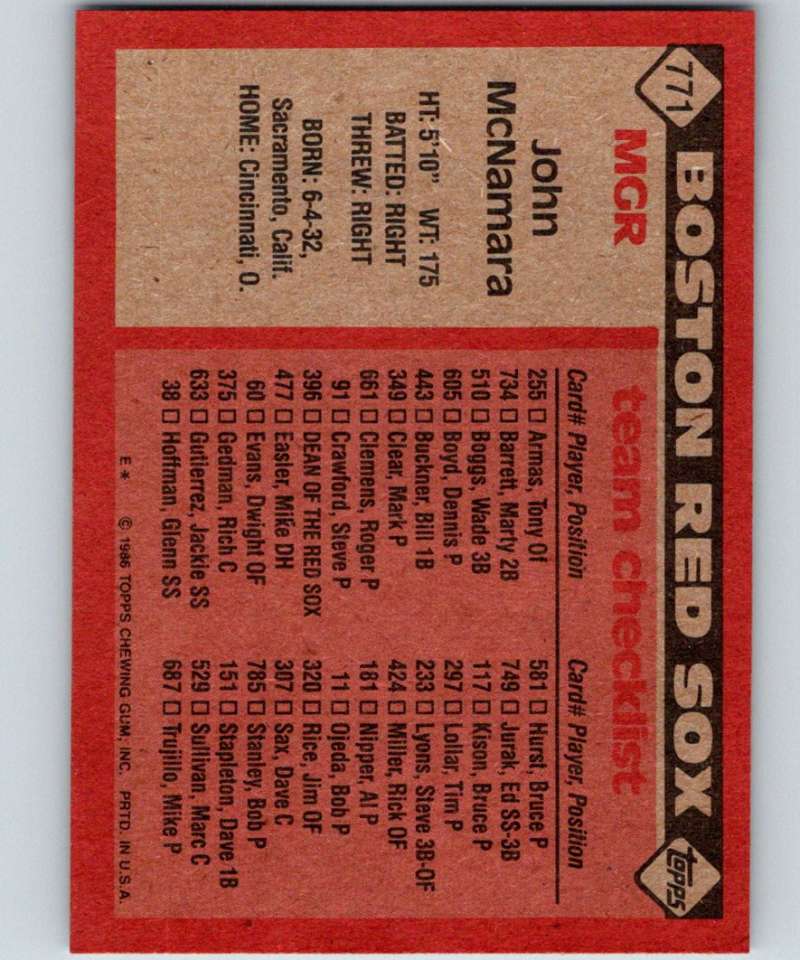 771
BOSTON RED SOX
topps
MGR
John
McNamara
HT: 5'10" WT: 175
BATTED: RIGHT
THREW: RIGHT
BORN: 6-4-32,
Sacramento, Calif.
HOME: Cincinnati, O.
team checklist
Card# Player, Position
255 □ Armas, Tony Of
734 □ Barrett, Marty 2B
510 □ Boggs, Wade 3B
605 □ Boyd, Dennis P
443 □ Buckner, Bill 1B
349 □ Clear, Mark P
661 □ Clemens, Roger P
91 □ Crawford, Steve P
396 □ DEAN OF THE RED SOX
477 □ Easler, Mike DH
60 □ Evans, Dwight OF
375 □ Gedman, Rich C
633 □ Gutierrez, Jackie SS
38 □ Hoffman, Glenn SS
Card# Player, Position
581 □ Hurst, Bruce P
749 □ Jurak, Ed SS-3B
117 □ Kison, Bruce P
297 □ Lollar, Tim P
233 □ Lyons, Steve 3B-OF
424 □ Miller, Rick OF
181 □ Nipper, Al P
11 □ Ojeda, Bob P
320 □ Rice, Jim OF
307 □ Sax, Dave C
785 □ Stanley, Bob P
151 □ Stapleton, Dave 1B
529 □ Sullivan, Marc C
687 □ Trujillo, Mike P
E* © 1986 TOPPS CHEWING GUM, INC. PRTD. IN U.S.A.